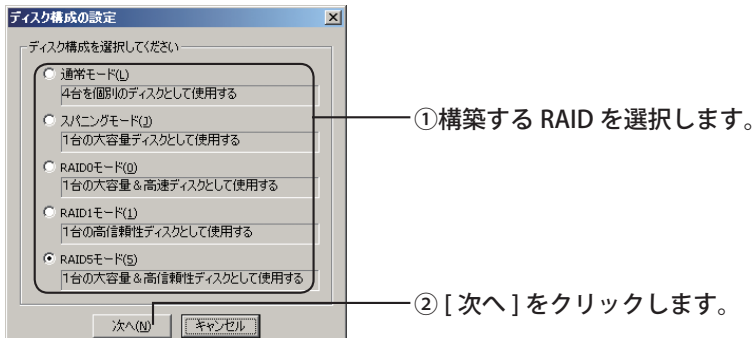 ディスク構成の設定
ディスク構成を選択してください
通常モード(L)
4台を個別のディスクとして使用する
スパニングモード(J)
1台の大容量ディスクとして使用する
RAID0モード(0)
1台の大容量＆高速ディスクとして使用する
RAID1モード(1)
1台の高信頼性ディスクとして使用する
RAID5モード(5)
1台の大容量＆高信頼性ディスクとして使用する
次へ(N)
キャンセル
①構築する RAID を選択します。
② [ 次へ ] をクリックします。